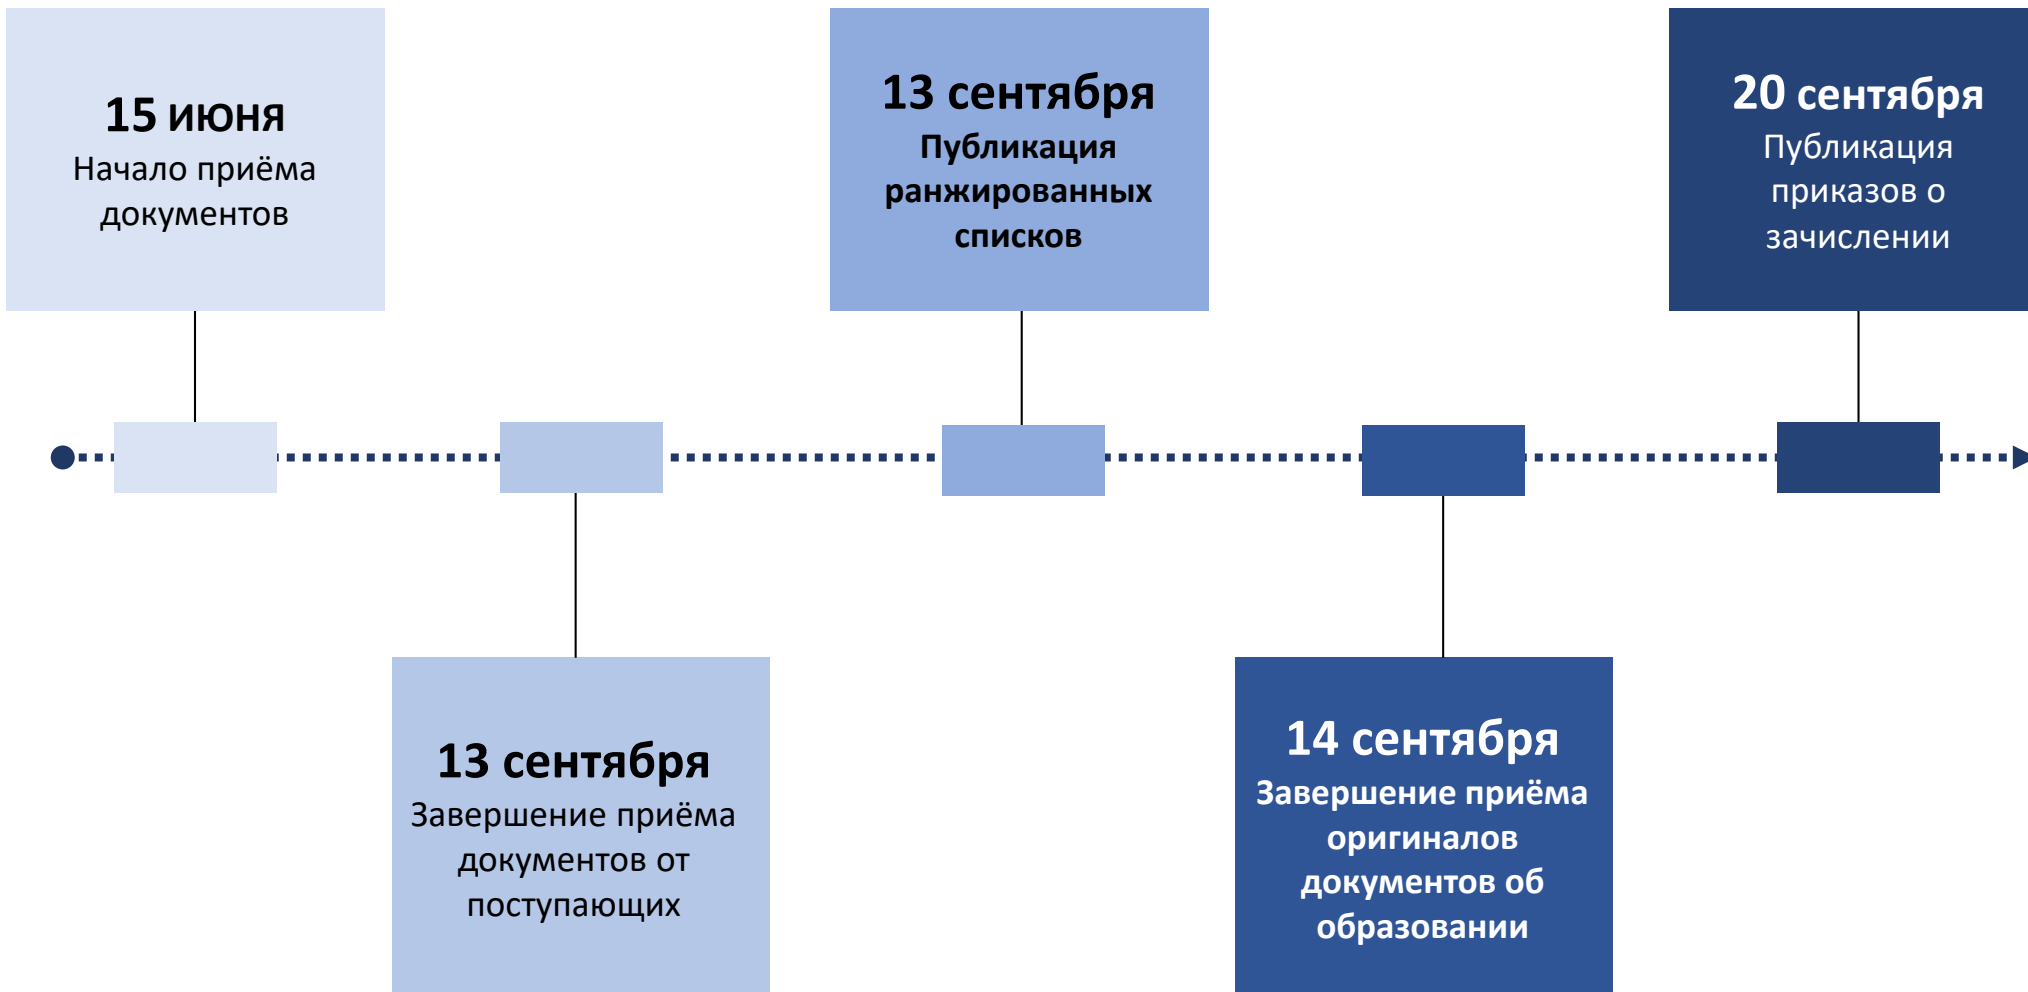 15 июня
Начало приёма
документов
13 сентября
Завершение приёма
документов от
поступающих
13 сентября
Публикация
ранжированных
списков
14 сентября
Завершение приёма
оригиналов
документов об
образовании
20 сентября
Публикация
приказов о
зачислении